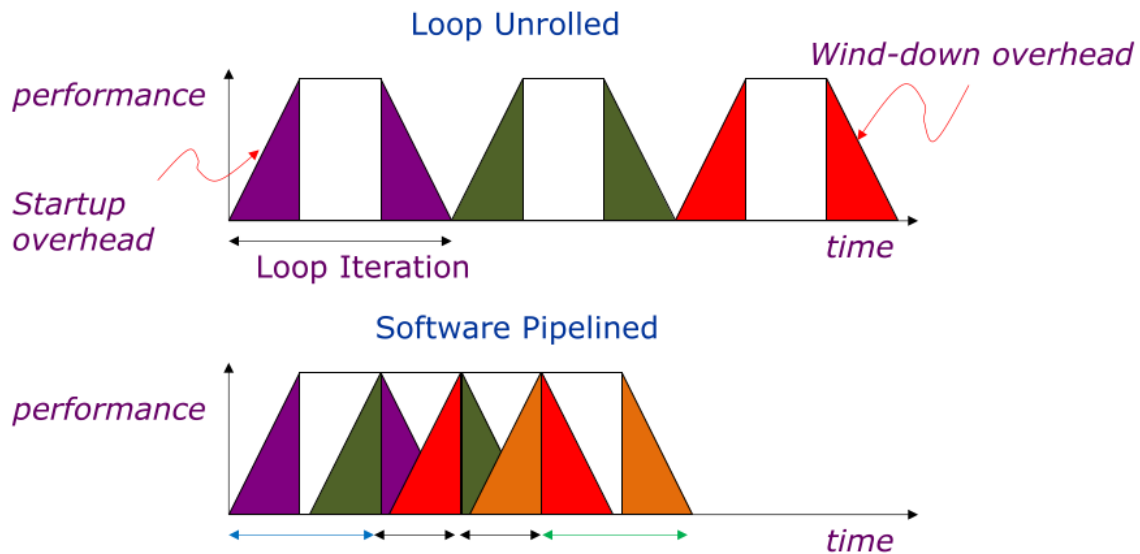 Loop Unrolled
Wind-down overhead
performance
Startup
overhead
time
Loop Iteration
Software Pipelined
performance
time